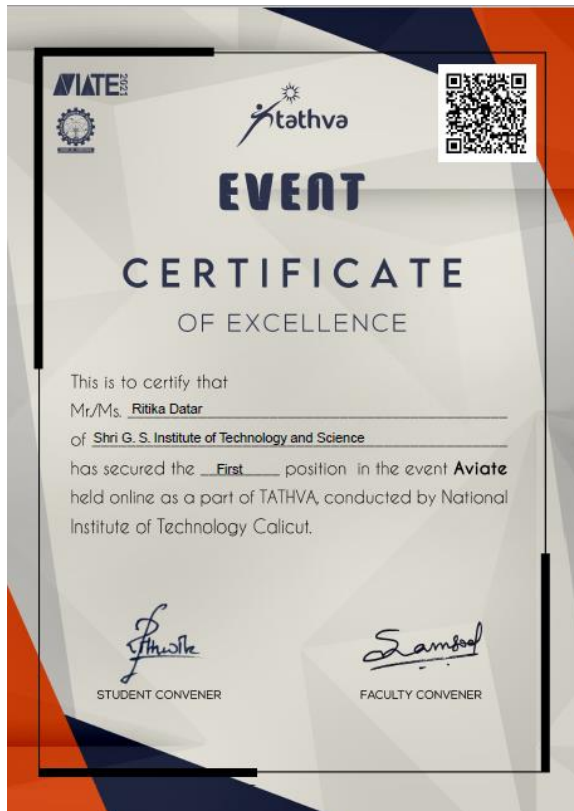 AVIATE 2021
tathva
EVENT
CERTIFICATE
OF EXCELLENCE
This is to certify that
Mr./Ms. Ritika Datar
of Shri G. S. Institute of Technology and Science
has secured the First position in the event Aviate
held online as a part of TATHVA, conducted by National
Institute of Technology Calicut.
STUDENT CONVENER
FACULTY CONVENER